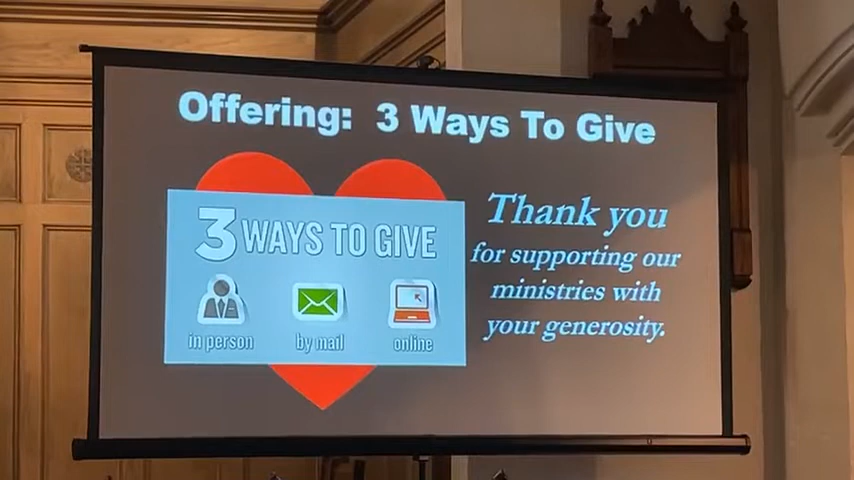 Offering: 3 Ways To Give
3 WAYS TO GIVE
in person by mail online
Thank you
for supporting our
ministries with
your generosity.